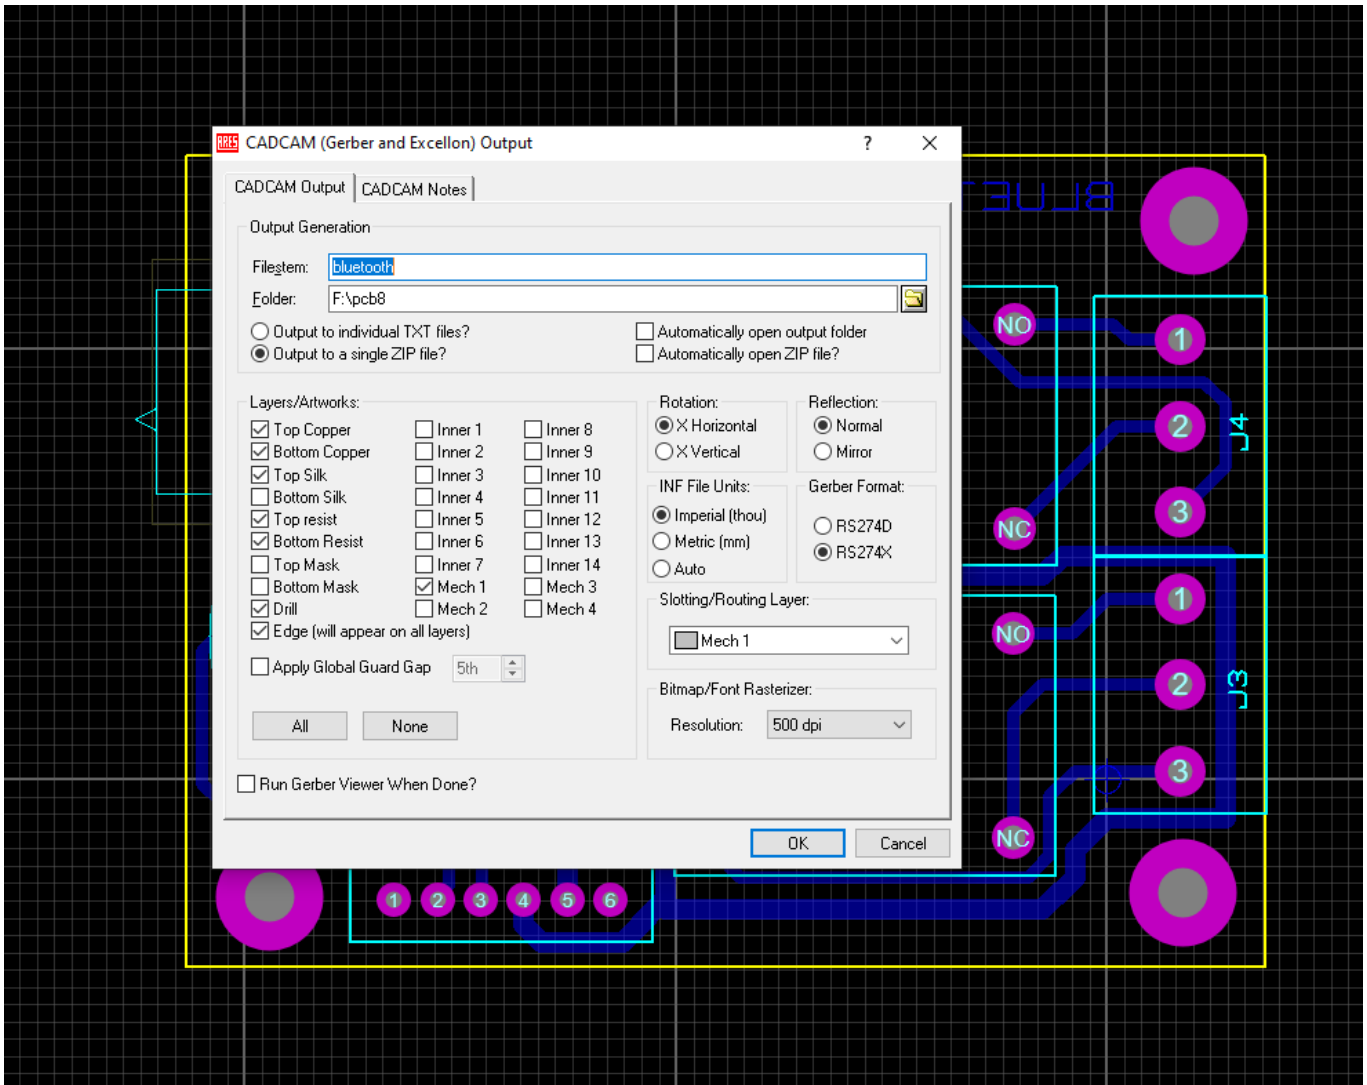 ARES CADCAM (Gerber and Excellon) Output ?
CADCAM Output CADCAM Notes
Output Generation
Filestem: bluetooth
Folder: F:\pcb8
Output to individual TXT files? Automatically open output folder
Output to a single ZIP file? Automatically open ZIP file?
Layers/Artworks:
Top Copper Inner 1 Inner 8
Bottom Copper Inner 2 Inner 9
Top Silk Inner 3 Inner 10
Bottom Silk Inner 4 Inner 11
Top resist Inner 5 Inner 12
Bottom Resist Inner 6 Inner 13
Top Mask Inner 7 Inner 14
Bottom Mask Mech 1 Mech 3
Drill Mech 2 Mech 4
Edge (will appear on all layers)
Apply Global Guard Gap 5th
All None
Rotation:
X Horizontal
X Vertical
Reflection:
Normal
Mirror
INF File Units:
Imperial (thou)
Metric (mm)
Auto
Gerber Format:
RS274D
RS274X
Slotting/Routing Layer:
Mech 1
Bitmap/Font Rasterizer:
Resolution: 500 dpi
Run Gerber Viewer When Done?
OK Cancel
BLUE
NO
NC
1
2
3
J4
NO
NC
1
2
3
J3
1 2 3 4 5 6